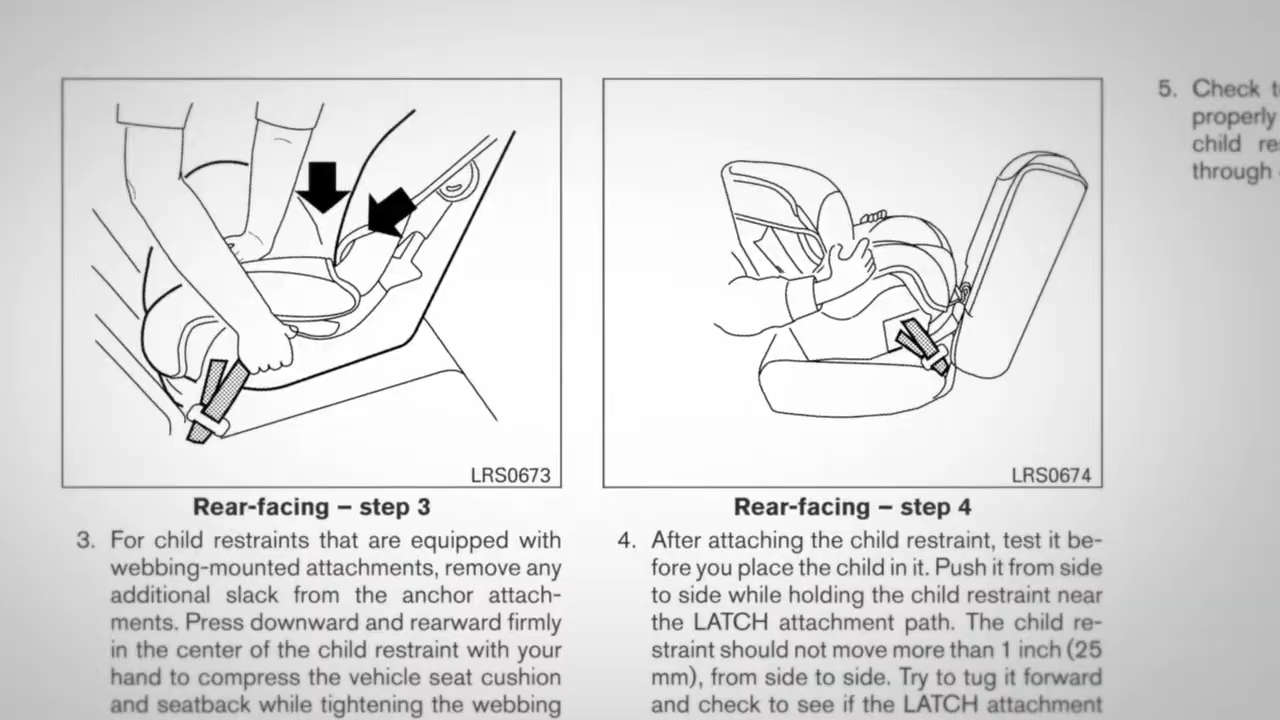 LRS0673
Rear-facing – step 3
3. For child restraints that are equipped with
webbing-mounted attachments, remove any
additional slack from the anchor attach-
ments. Press downward and rearward firmly
in the center of the child restraint with your
hand to compress the vehicle seat cushion
and seatback while tightening the webbing
LRS0674
Rear-facing – step 4
4. After attaching the child restraint, test it be-
fore you place the child in it. Push it from side
to side while holding the child restraint near
the LATCH attachment path. The child re-
straint should not move more than 1 inch (25
mm), from side to side. Try to tug it forward
and check to see if the LATCH attachment
5. Check
properly
child
through